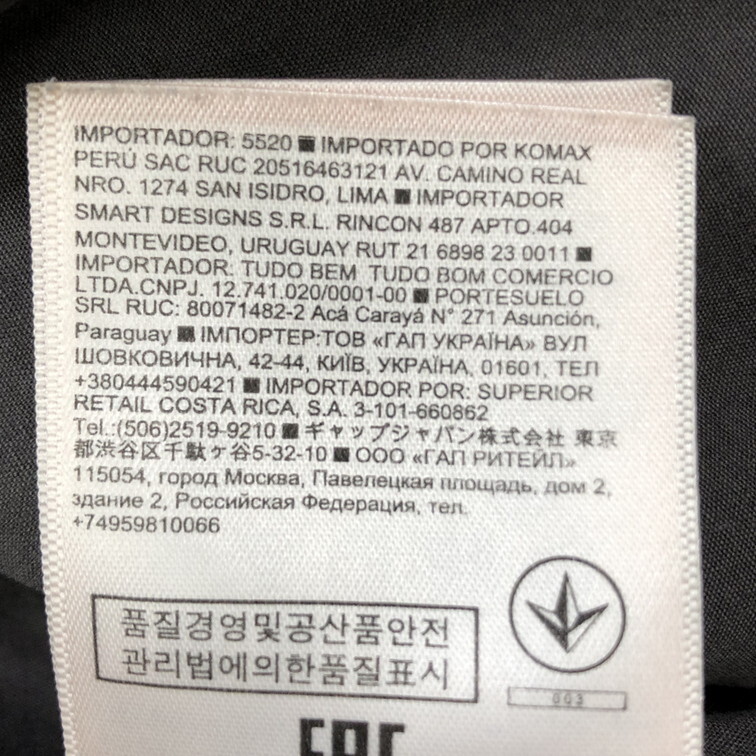 IMPORTADOR: 5520 ■ IMPORTADO POR KOMAX
PERÚ SAC RUC 20516463121 AV. CAMINO REAL
NRO. 1274 SAN ISIDRO, LIMA ■ IMPORTADOR
SMART DESIGNS S.R.L. RINCON 487 APTO.404
MONTEVIDEO, URUGUAY RUT 21 6898 23 0011 ■
IMPORTADOR: TUDO BEM TUDO BOM COMERCIO
LTDA.CNPJ. 12.741.020/0001-00 ■ PORTESUELO
SRL RUC: 80071482-2 Acá Carayá N° 271 Asunción,
Paraguay ■ ІМПОРТЕР:ТОВ «ГАП УКРАЇНА» ВУЛ
ШОВКОВИЧНА, 42-44, КИЇВ, УКРАЇНА, 01601, ТЕЛ
+380444590421 ■ IMPORTADOR POR: SUPERIOR
RETAIL COSTA RICA, S.A. 3-101-660862
Tel.:(506)2519-9210 ■ ギャップジャパン株式会社 東京
都渋谷区千駄ヶ谷5-32-10 ■ ООО «ГАП РИТЕЙЛ»
115054, город Москва, Павелецкая площадь, дом 2,
здание 2, Российская Федерация, тел.
+74959810066
품질경영및공산품안전
관리법에의한품질표시
003
EAC